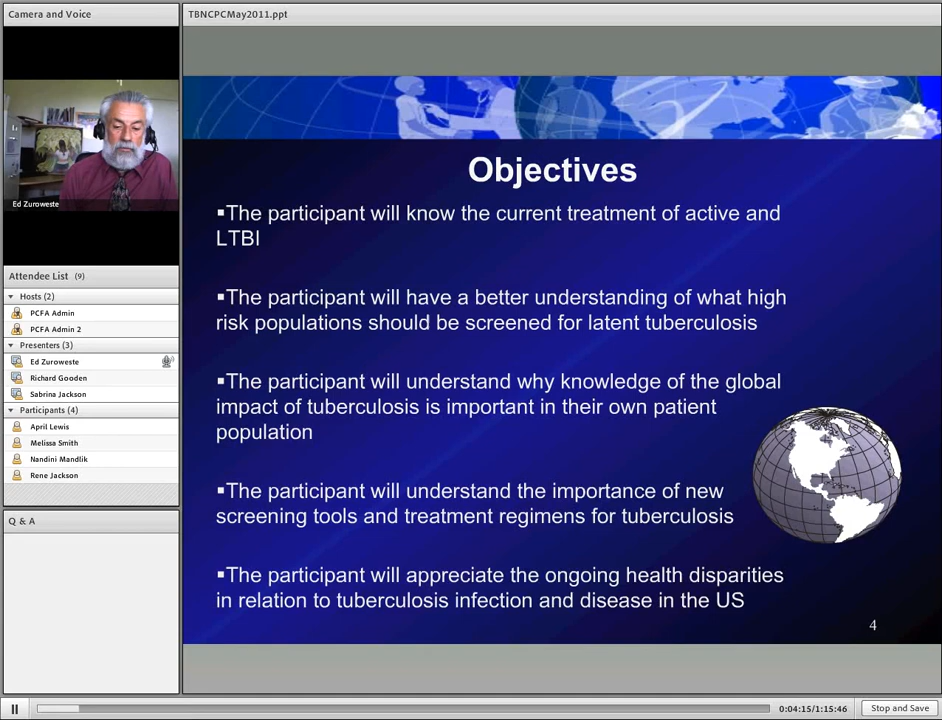 Camera and Voice
Ed Zuroweste
Attendee List (9)
Hosts (2)
PCFA Admin
PCFA Admin 2
Presenters (3)
Ed Zuroweste
Richard Gooden
Sabrina Jackson
Participants (4)
April Lewis
Melissa Smith
Nandini Mandlik
Rene Jackson
Q & A
TBNCPCMay2011.ppt
Objectives
▪The participant will know the current treatment of active and
LTBI
▪The participant will have a better understanding of what high
risk populations should be screened for latent tuberculosis
▪The participant will understand why knowledge of the global
impact of tuberculosis is important in their own patient
population
▪The participant will understand the importance of new
screening tools and treatment regimens for tuberculosis
▪The participant will appreciate the ongoing health disparities
in relation to tuberculosis infection and disease in the US
4
0:04:15/1:15:46
Stop and Save